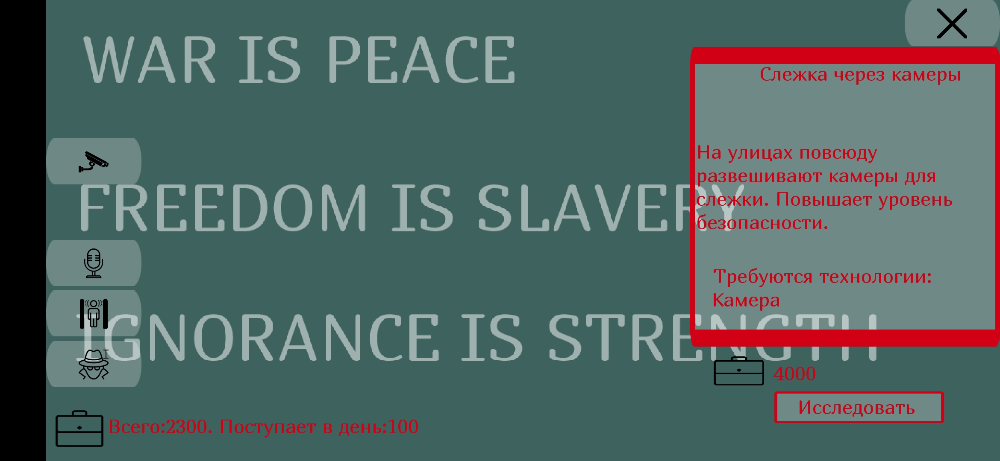 WAR IS PEACE
Слежка через камеры
На улицах повсюду
развешивают камеры для
слежки. Повышает уровень
безопасности.
FREEDOM IS SLAVERY
Требуются технологии:
Камера
IGNORANCE IS STRENGTH
I
4000
Исследовать
Всего:2300. Поступает в день:100